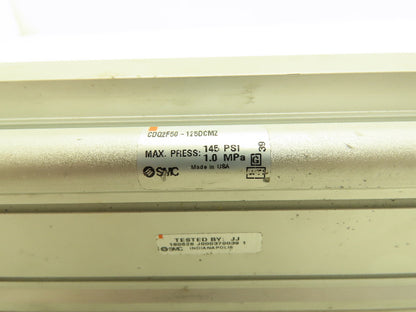 CDQ2F50-125DCMZ
MAX. PRESS: 145 PSI
1.0 MPa
Made in USA
SMC
39
TESTED BY: JJ
SMC INDIANAPOLIS